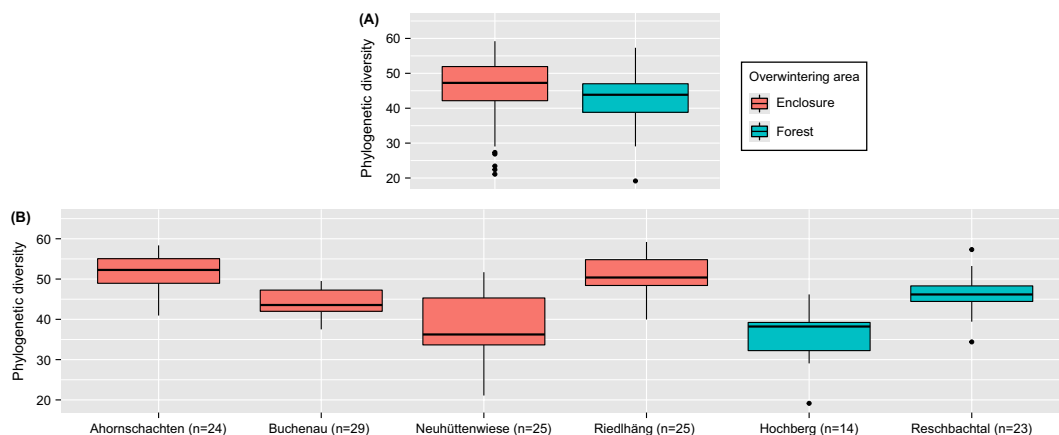 (A)
Phylogenetic diversity
60
50
40
30
20
Overwintering area
Enclosure
Forest
(B)
Phylogenetic diversity
60
50
40
30
20
Ahornschachten (n=24)
Buchenau (n=29)
Neuhüttenwiese (n=25)
Riedlhäng (n=25)
Hochberg (n=14)
Reschbachtal (n=23)